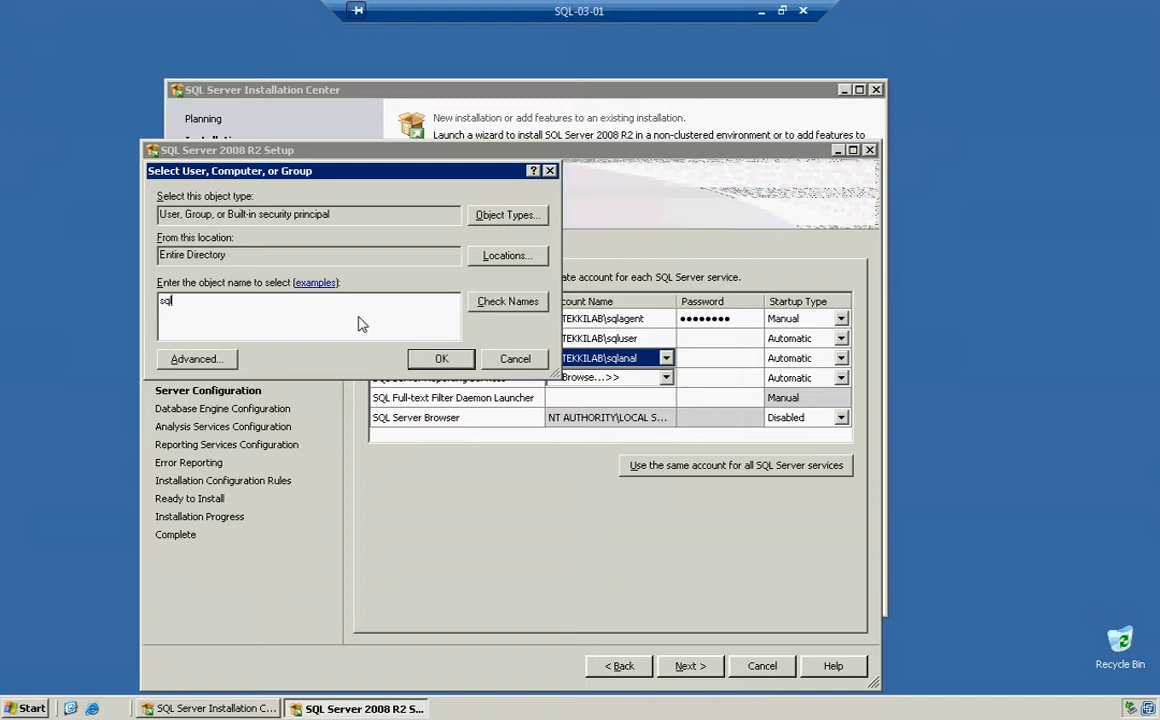 SQL-03-01
SQL Server Installation Center
Planning
New installation or add features to an existing installation.
Launch a wizard to install SQL Server 2008 R2 in a non-clustered environment or to add features to
SQL Server 2008 R2 Setup
Select User, Computer, or Group
Select this object type:
User, Group, or Built-in security principal
Object Types...
From this location:
Entire Directory
Locations...
Enter the object name to select (examples):
sql
Check Names
Advanced...
OK
Cancel
ate account for each SQL Server service.
count Name
Password
Startup Type
TEKKILAB\sqlagent
●●●●●●●●
Manual
TEKKILAB\sqluser
Automatic
TEKKILAB\sqlanal
Automatic
Browse...>>
Automatic
SQL Full-text Filter Daemon Launcher
Manual
SQL Server Browser
NT AUTHORITY\LOCAL S...
Disabled
Use the same account for all SQL Server services
Server Configuration
Database Engine Configuration
Analysis Services Configuration
Reporting Services Configuration
Error Reporting
Installation Configuration Rules
Ready to Install
Installation Progress
Complete
< Back
Next >
Cancel
Help
Recycle Bin
Start
SQL Server Installation C...
SQL Server 2008 R2 S...